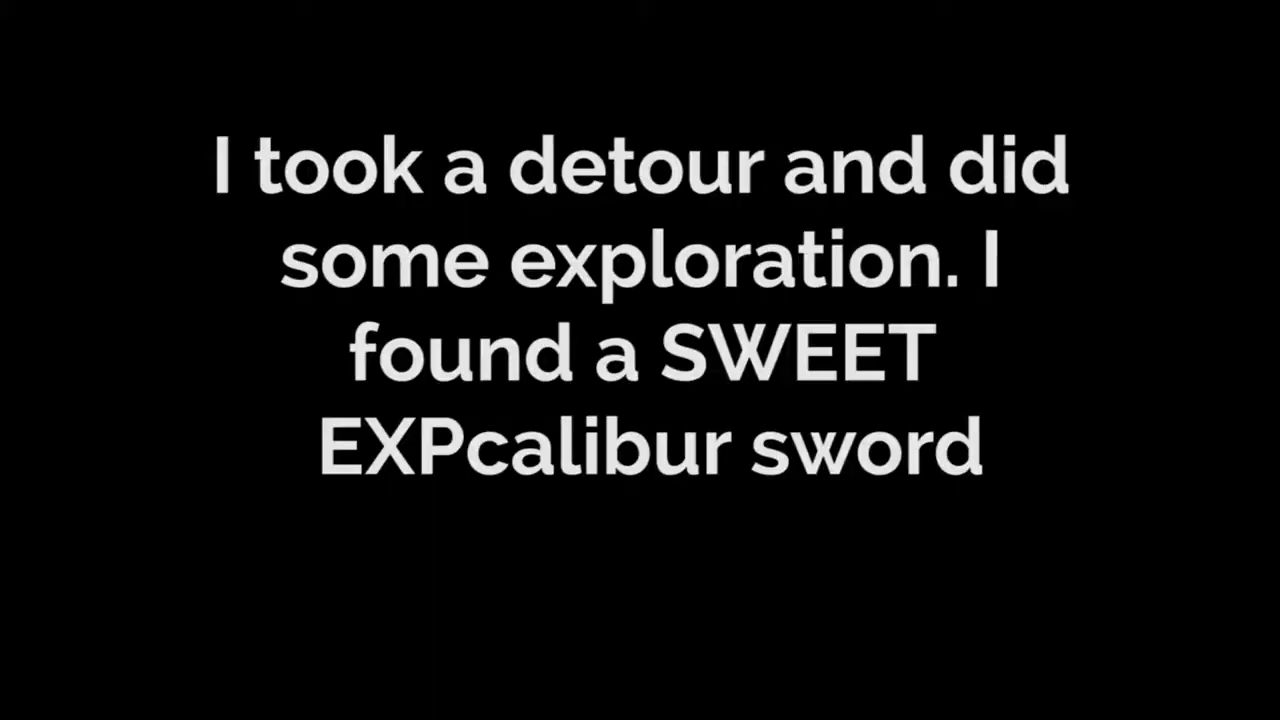 I took a detour and did
some exploration. I
found a SWEET
EXPcalibur sword